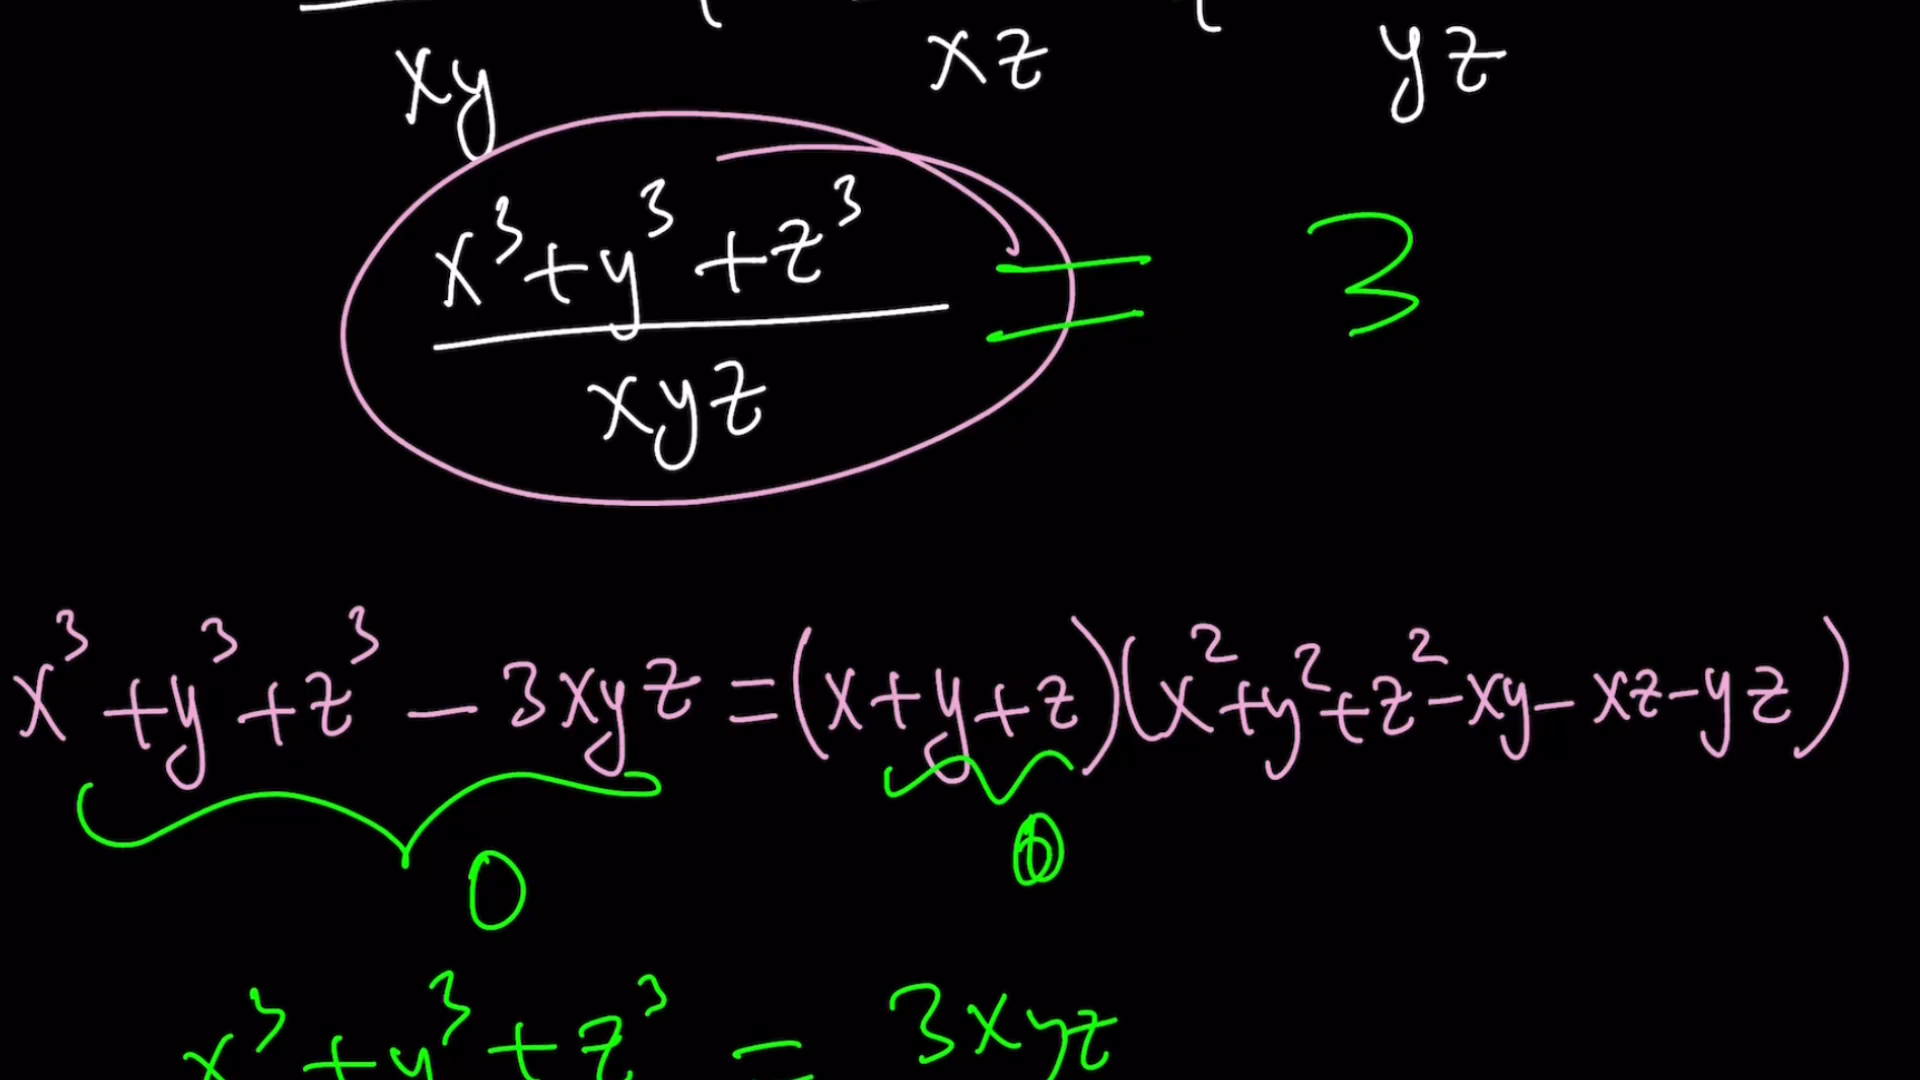 xy + xz + yz
x³+y³+z³ / xyz = 3
x³+y³+z³ – 3xyz = (x+y+z)(x²+y²+z²-xy-xz-yz)
0 0
x³+y³+z³ = 3xyz